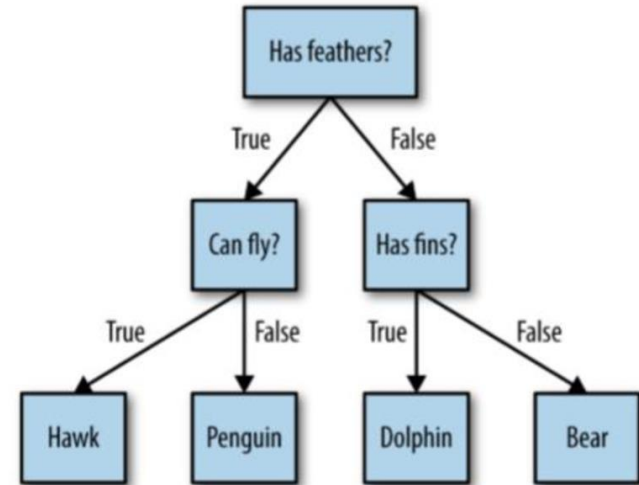 Has feathers?
True
False
Can fly?
Has fins?
True
False
True
False
Hawk
Penguin
Dolphin
Bear